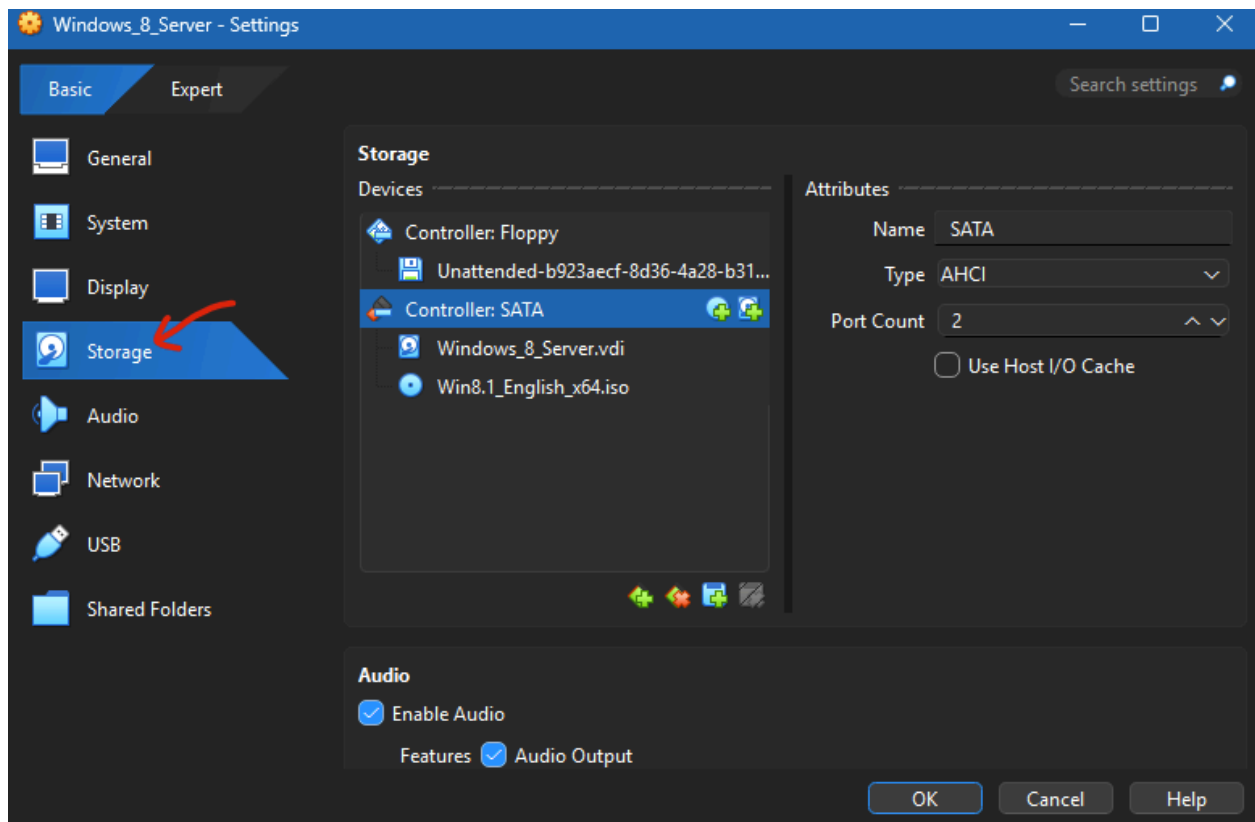 Windows_8_Server - Settings
Basic
Expert
Search settings
General
System
Display
Storage
Audio
Network
USB
Shared Folders
Storage
Devices
Controller: Floppy
Unattended-b923aecf-8d36-4a28-b31...
Controller: SATA
Windows_8_Server.vdi
Win8.1_English_x64.iso
Attributes
Name SATA
Type AHCI
Port Count 2
Use Host I/O Cache
Audio
Enable Audio
Features Audio Output
OK Cancel Help